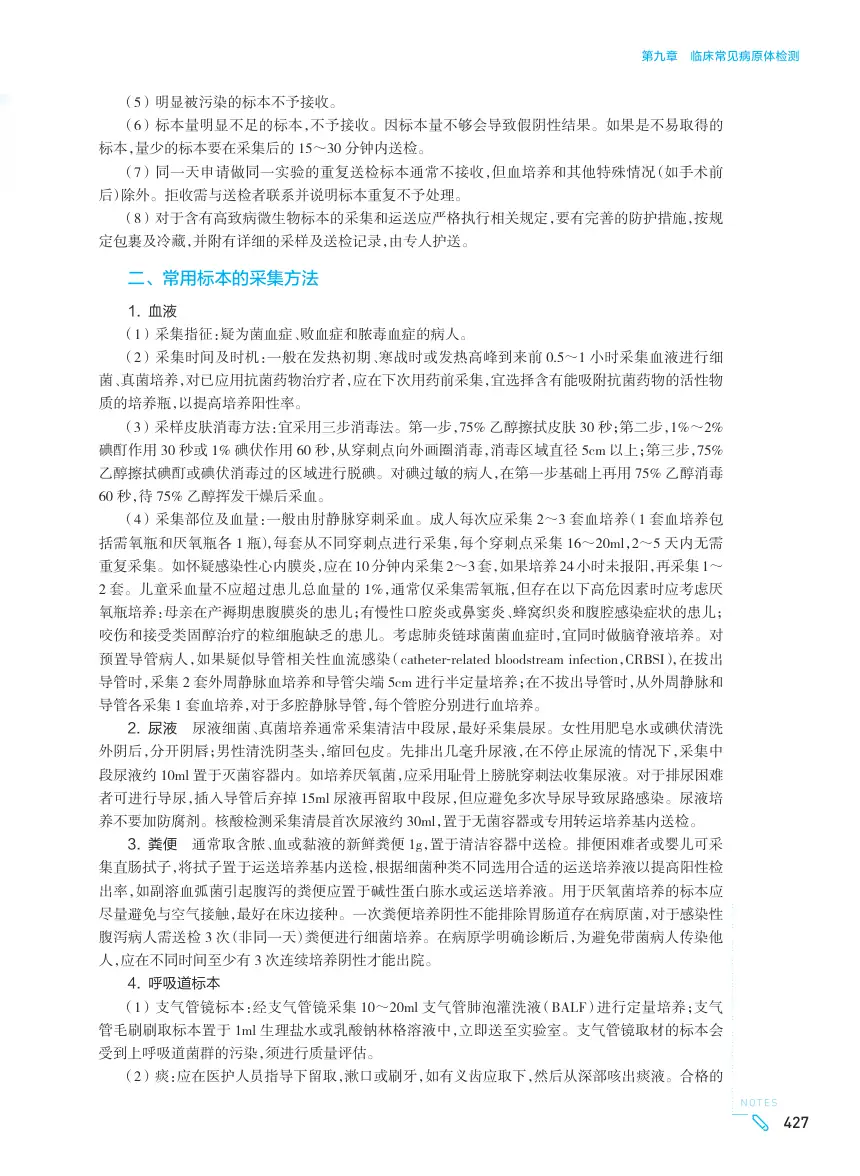 第九章 临床常见病原体检测
（5）明显被污染的标本不予接收。
（6）标本量明显不足的标本,不予接收。因标本量不够会导致假阴性结果。如果是不易取得的
标本,量少的标本要在采集后的 15～30 分钟内送检。
（7）同一天申请做同一实验的重复送检标本通常不接收,但血培养和其他特殊情况（如手术前
后）除外。拒收需与送检者联系并说明标本重复不予处理。
（8）对于含有高致病微生物标本的采集和运送应严格执行相关规定,要有完善的防护措施,按规
定包裹及冷藏,并附有详细的采样及送检记录,由专人护送。
二、常用标本的采集方法
1. 血液
（1）采集指征:疑为菌血症、败血症和脓毒血症的病人。
（2）采集时间及时机:一般在发热初期、寒战时或发热高峰到来前 0.5～1 小时采集血液进行细
菌、真菌培养,对已应用抗菌药物治疗者,应在下次用药前采集,宜选择含有能吸附抗菌药物的活性物
质的培养瓶,以提高培养阳性率。
（3）采样皮肤消毒方法:宜采用三步消毒法。第一步,75% 乙醇擦拭皮肤 30 秒;第二步,1%～2%
碘酊作用 30 秒或 1% 碘伏作用 60 秒,从穿刺点向外画圈消毒,消毒区域直径 5cm 以上;第三步,75%
乙醇擦拭碘酊或碘伏消毒过的区域进行脱碘。对碘过敏的病人,在第一步基础上再用 75% 乙醇消毒
60 秒,待 75% 乙醇挥发干燥后采血。
（4）采集部位及血量:一般由肘静脉穿刺采血。成人每次应采集 2～3 套血培养（1 套血培养包
括需氧瓶和厌氧瓶各 1 瓶）,每套从不同穿刺点进行采集,每个穿刺点采集 16～20ml,2～5 天内无需
重复采集。如怀疑感染性心内膜炎,应在 10 分钟内采集 2～3 套,如果培养 24 小时未报阳,再采集 1～
2 套。儿童采血量不应超过患儿总血量的 1%,通常仅采集需氧瓶,但存在以下高危因素时应考虑厌
氧瓶培养:母亲在产褥期患腹膜炎的患儿;有慢性口腔炎或鼻窦炎、蜂窝织炎和腹腔感染症状的患儿;
咬伤和接受类固醇治疗的粒细胞缺乏的患儿。考虑肺炎链球菌菌血症时,宜同时做脑脊液培养。对
预置导管病人,如果疑似导管相关性血流感染（catheter-related bloodstream infection,CRBSI）,在拔出
导管时,采集 2 套外周静脉血培养和导管尖端 5cm 进行半定量培养;在不拔出导管时,从外周静脉和
导管各采集 1 套血培养,对于多腔静脉导管,每个管腔分别进行血培养。
2. 尿液 尿液细菌、真菌培养通常采集清洁中段尿,最好采集晨尿。女性用肥皂水或碘伏清洗
外阴后,分开阴唇;男性清洗阴茎头,缩回包皮。先排出几毫升尿液,在不停止尿流的情况下,采集中
段尿液约 10ml 置于灭菌容器内。如培养厌氧菌,应采用耻骨上膀胱穿刺法收集尿液。对于排尿困难
者可进行导尿,插入导管后弃掉 15ml 尿液再留取中段尿,但应避免多次导尿导致尿路感染。尿液培
养不要加防腐剂。核酸检测采集清晨首次尿液约 30ml,置于无菌容器或专用转运培养基内送检。
3. 粪便 通常取含脓、血或黏液的新鲜粪便 1g,置于清洁容器中送检。排便困难者或婴儿可采
集直肠拭子,将拭子置于运送培养基内送检,根据细菌种类不同选用合适的运送培养液以提高阳性检
出率,如副溶血弧菌引起腹泻的粪便应置于碱性蛋白胨水或运送培养液。用于厌氧菌培养的标本应
尽量避免与空气接触,最好在床边接种。一次粪便培养阴性不能排除胃肠道存在病原菌,对于感染性
腹泻病人需送检 3 次（非同一天）粪便进行细菌培养。在病原学明确诊断后,为避免带菌病人传染他
人,应在不同时间至少有 3 次连续培养阴性才能出院。
4. 呼吸道标本
（1）支气管镜标本:经支气管镜采集 10～20ml 支气管肺泡灌洗液（BALF）进行定量培养;支气
管毛刷刷取标本置于 1ml 生理盐水或乳酸钠林格溶液中,立即送至实验室。支气管镜取材的标本会
受到上呼吸道菌群的污染,须进行质量评估。
（2）痰:应在医护人员指导下留取,漱口或刷牙,如有义齿应取下,然后从深部咳出痰液。合格的
NOTES
427